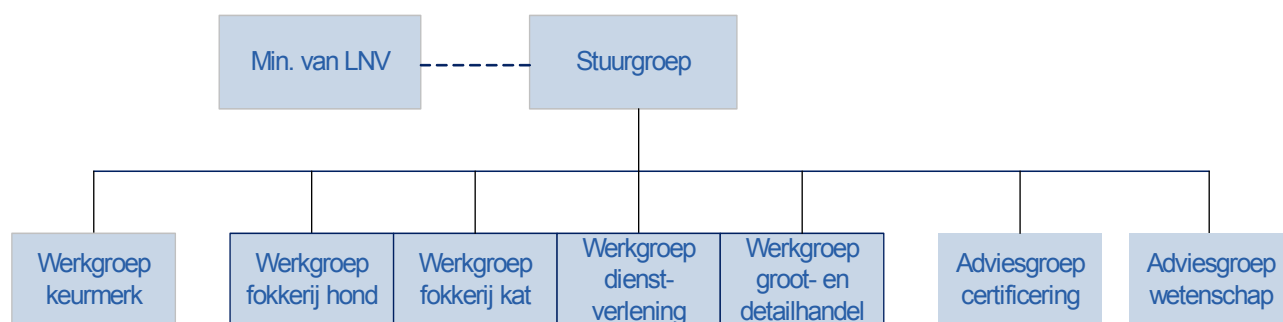 Min. van LNV
Stuurgroep
Werkgroep
keurmerk
Werkgroep
fokkerij hond
Werkgroep
fokkerij kat
Werkgroep
dienst-
verlening
Werkgroep
groot- en
detailhandel
Adviesgroep
certificering
Adviesgroep
wetenschap